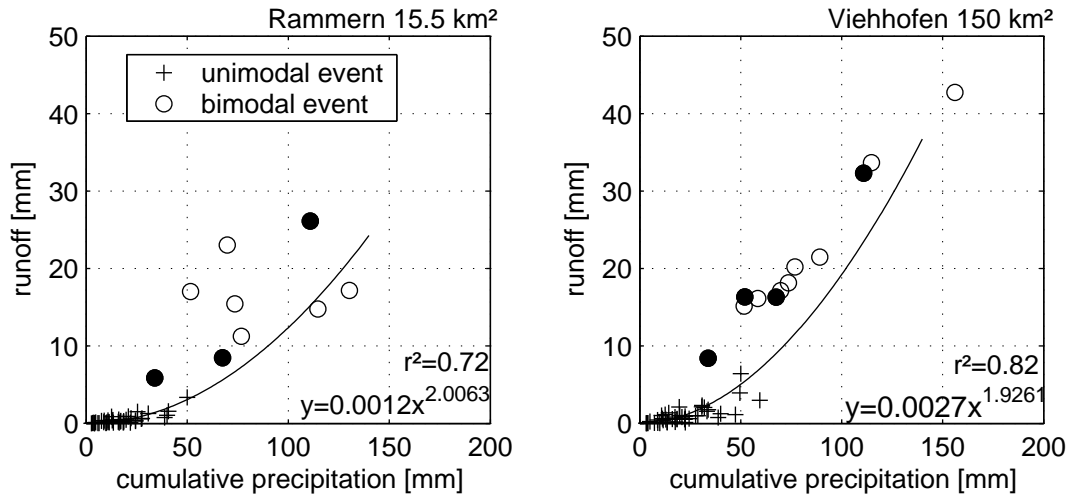 Rammern 15.5 km²
50
40
30
20
10
0
runoff [mm]
unimodal event
bimodal event
r²=0.72
y=0.0012x^2.0063
0 50 100 150 200
cumulative precipitation [mm]
Viehhofen 150 km²
50
40
30
20
10
0
runoff [mm]
r²=0.82
y=0.0027x^1.9261
0 50 100 150 200
cumulative precipitation [mm]